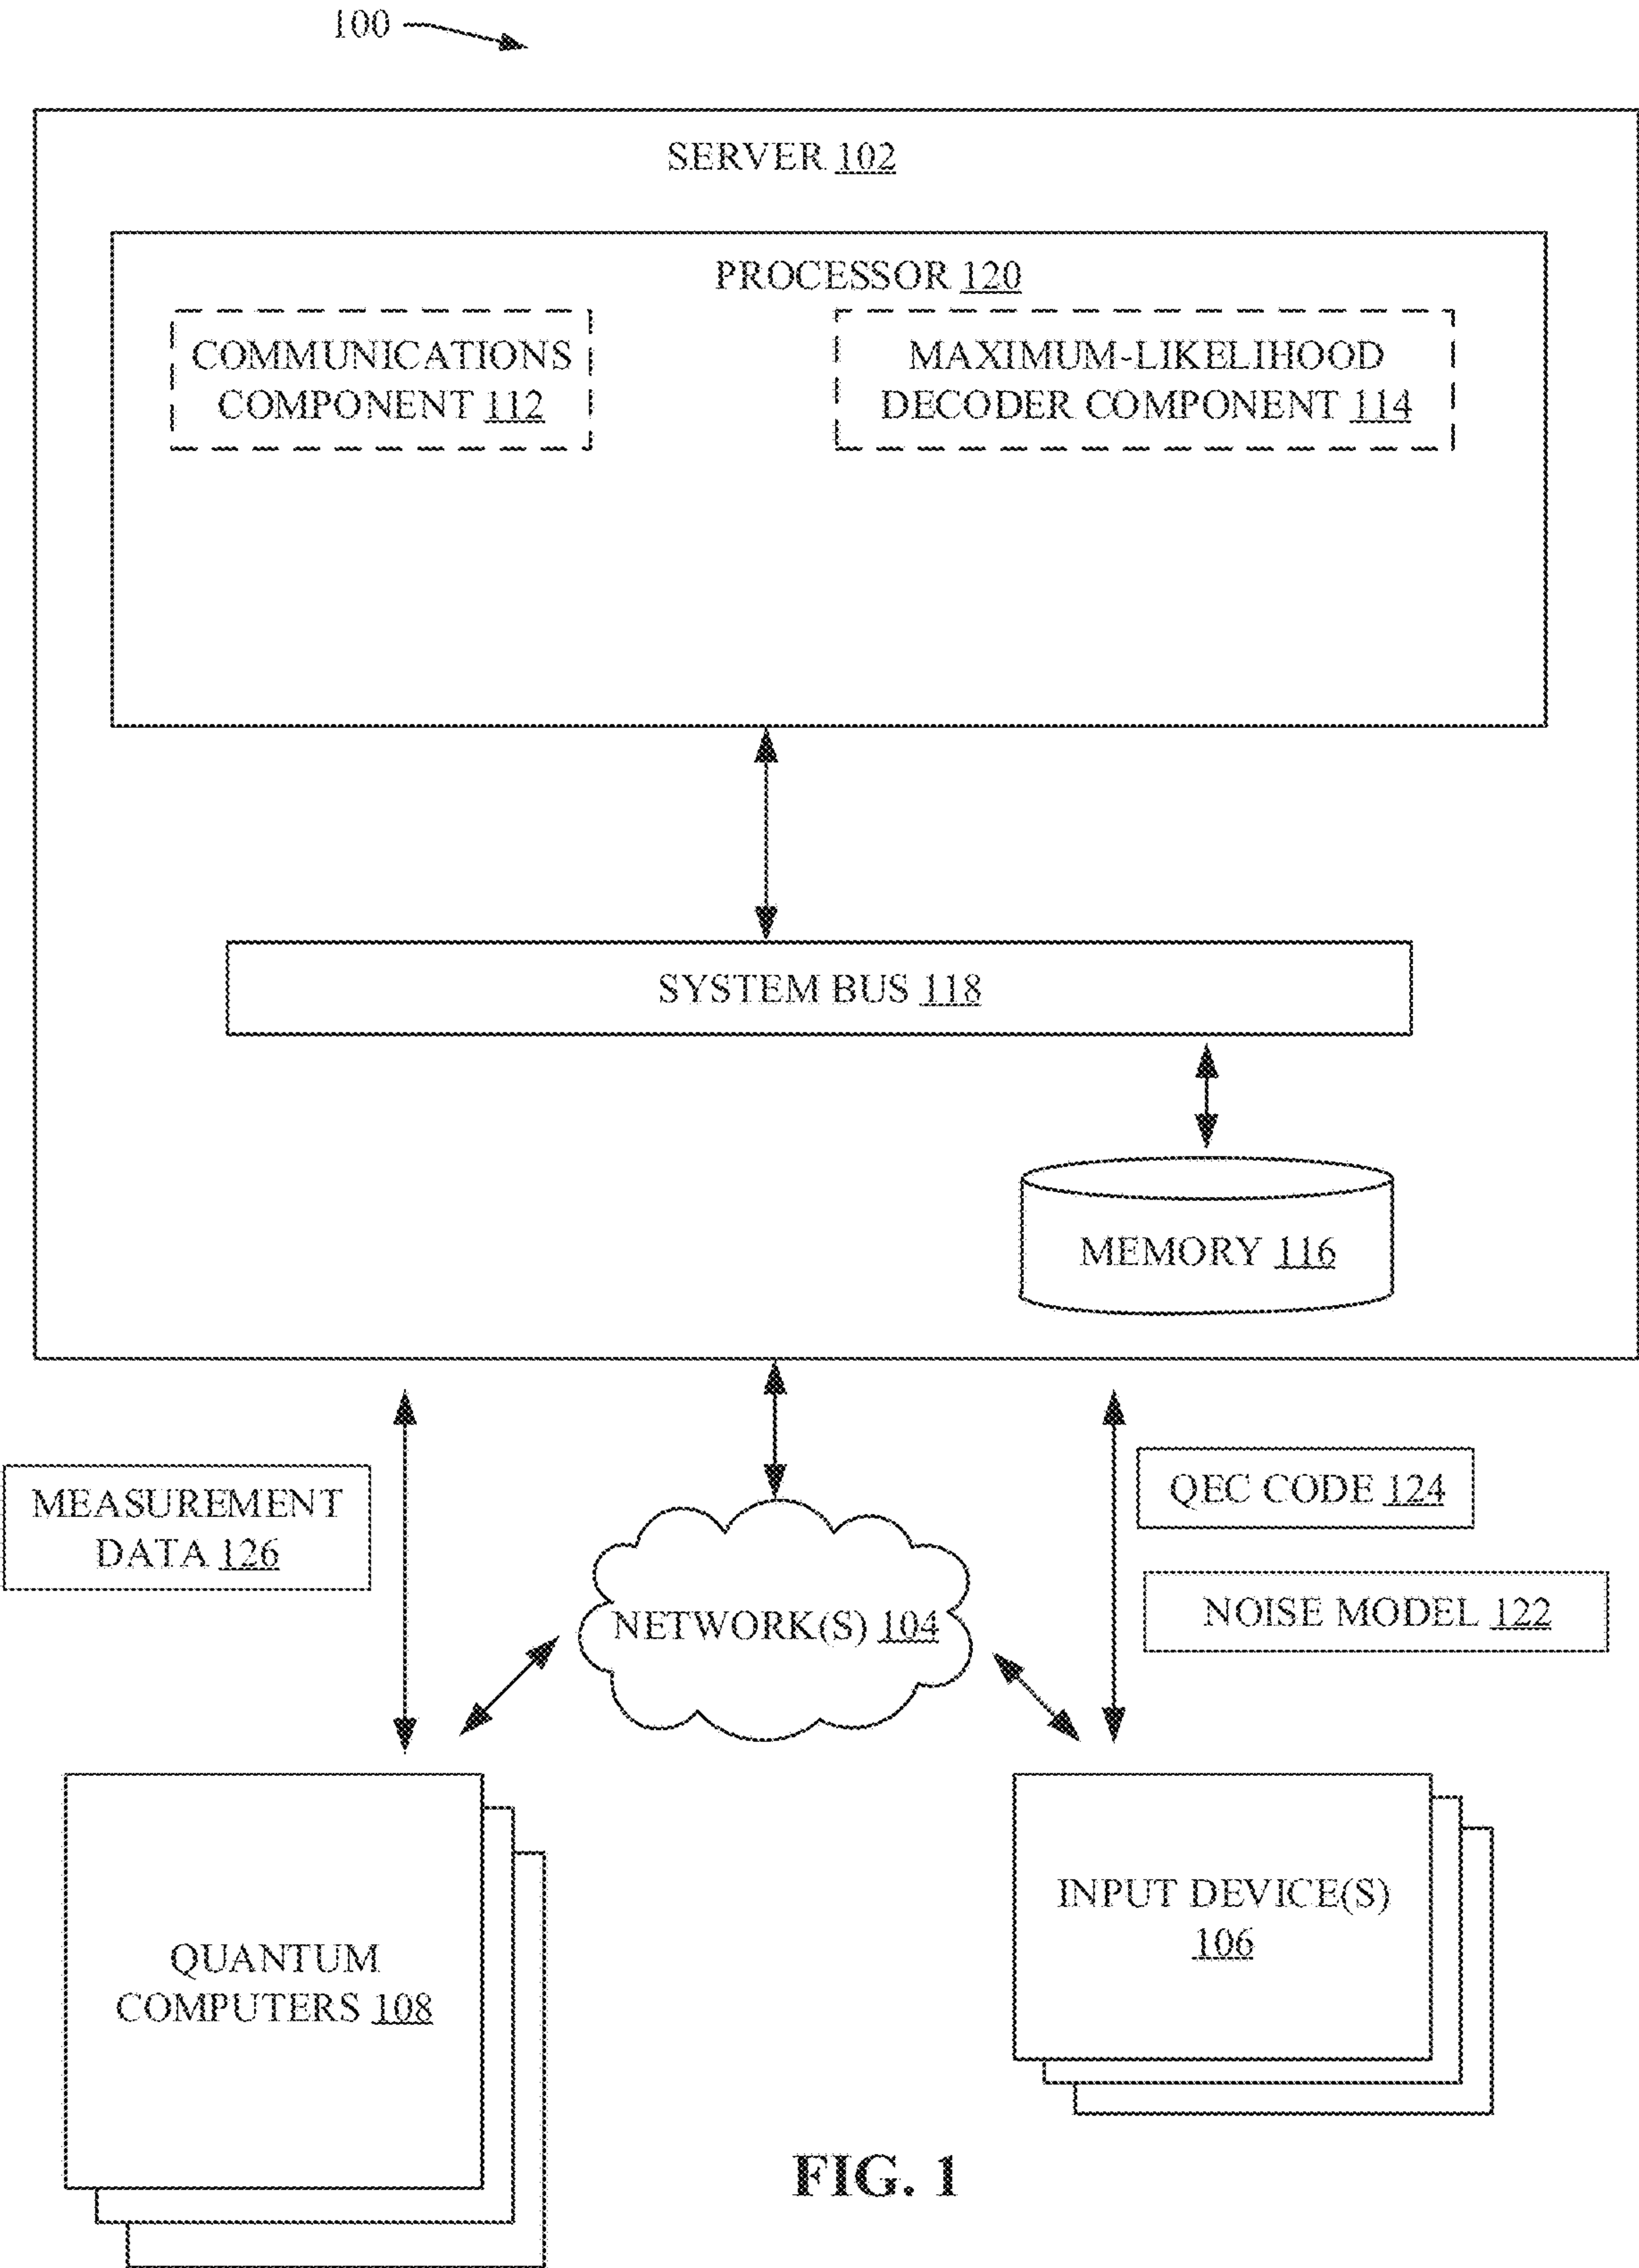 100
SERVER 102
PROCESSOR 120
COMMUNICATIONS
COMPONENT 112
MAXIMUM-LIKELIHOOD
DECODER COMPONENT 114
SYSTEM BUS 118
MEMORY 116
MEASUREMENT
DATA 126
QEC CODE 124
NOISE MODEL 122
NETWORK(S) 104
QUANTUM
COMPUTERS 108
INPUT DEVICE(S)
106
FIG. 1